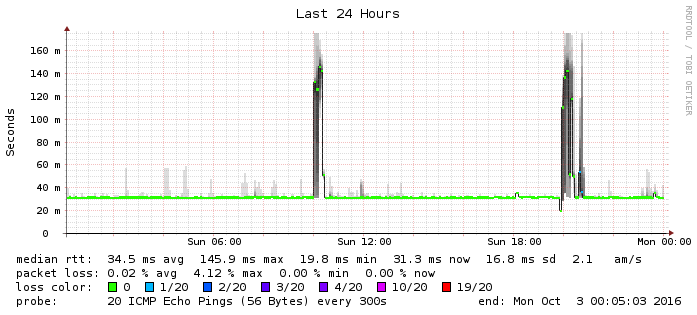 Last 24 Hours
RRDTOOL / TOBI OETIKER
Seconds
160 m
140 m
120 m
100 m
80 m
60 m
40 m
20 m
0
Sun 06:00 Sun 12:00 Sun 18:00 Mon 00:00
median rtt: 34.5 ms avg 145.9 ms max 19.8 ms min 31.3 ms now 16.8 ms sd 2.1 am/s
packet loss: 0.02 % avg 4.12 % max 0.00 % min 0.00 % now
loss color: 0 1/20 2/20 3/20 4/20 10/20 19/20
probe: 20 ICMP Echo Pings (56 Bytes) every 300s end: Mon Oct 3 00:05:03 2016